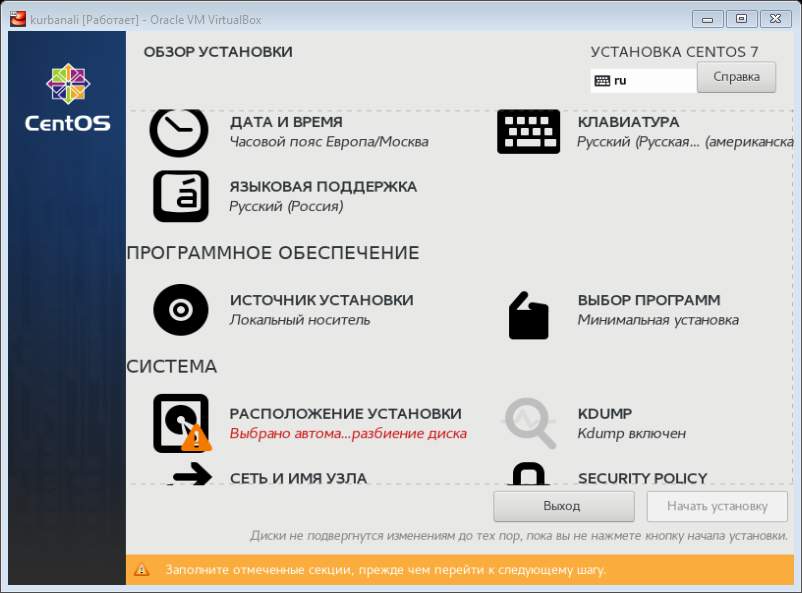 kurbanali [Работает] - Oracle VM VirtualBox
CentOS
ОБЗОР УСТАНОВКИ
УСТАНОВКА CENTOS 7
ru
Справка
ДАТА И ВРЕМЯ
Часовой пояс Европа/Москва
КЛАВИАТУРА
Русский (Русская... (американска
ЯЗЫКОВАЯ ПОДДЕРЖКА
Русский (Россия)
ПРОГРАММНОЕ ОБЕСПЕЧЕНИЕ
ИСТОЧНИК УСТАНОВКИ
Локальный носитель
ВЫБОР ПРОГРАММ
Минимальная установка
СИСТЕМА
РАСПОЛОЖЕНИЕ УСТАНОВКИ
Выбрано автома...разбиение диска
KDUMP
Kdump включен
СЕТЬ И ИМЯ УЗЛА
SECURITY POLICY
Выход
Начать установку
Диски не подвергнутся изменениям до тех пор, пока вы не нажмете кнопку начала установки.
Заполните отмеченные секции, прежде чем перейти к следующему шагу.